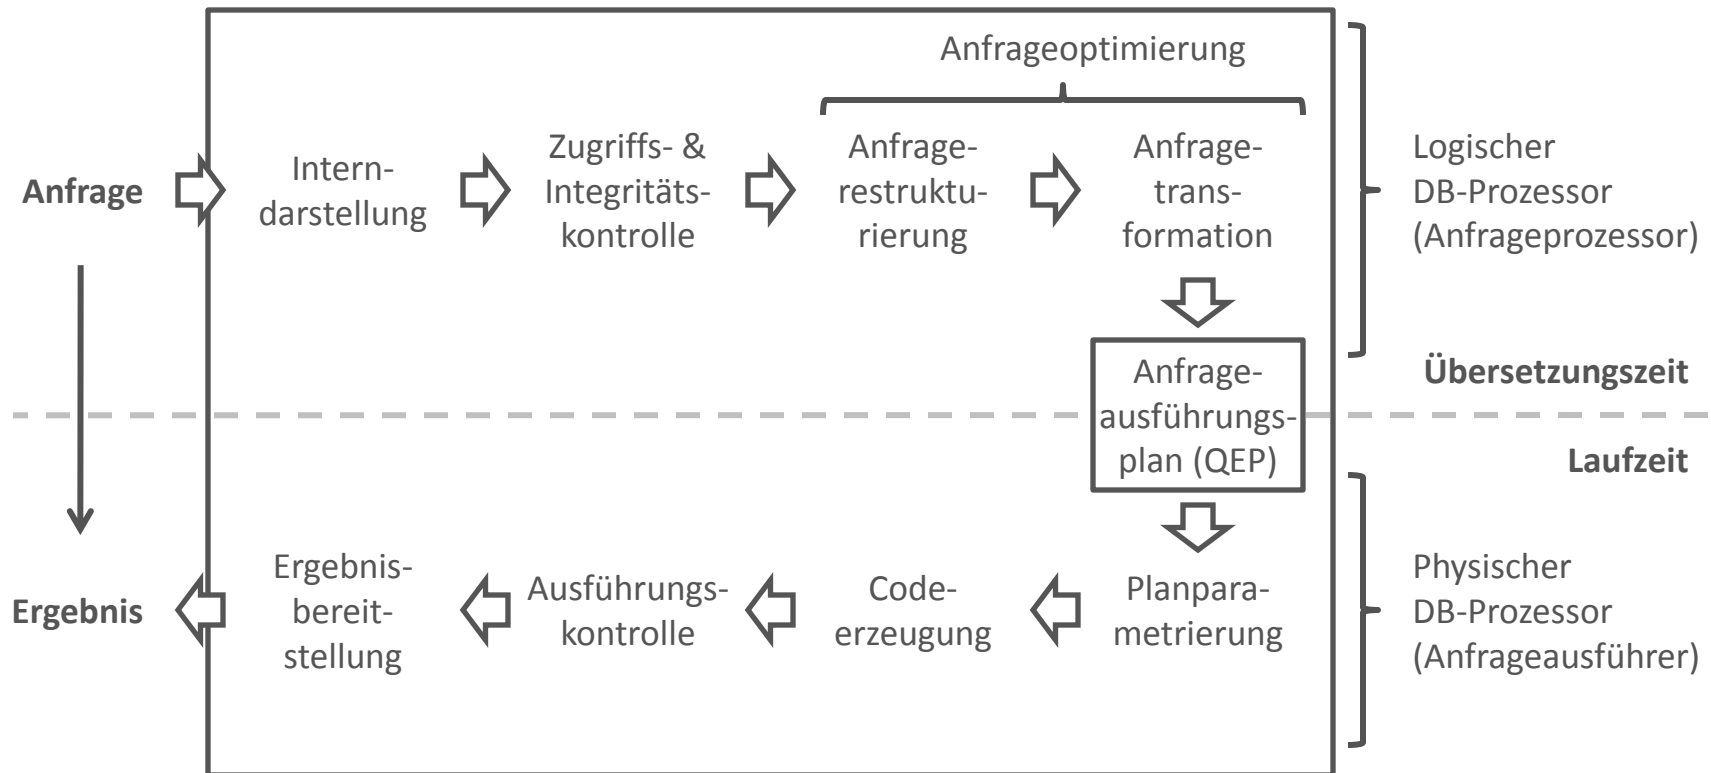 Anfrageoptimierung
Anfrage
Intern-
darstellung
Zugriffs- &
Integritäts-
kontrolle
Anfrage-
restruktu-
rierung
Anfrage-
trans-
formation
Logischer
DB-Prozessor
(Anfrageprozessor)
Anfrage-
ausführungs-
plan (QEP)
Übersetzungszeit
Laufzeit
Ergebnis
Ergebnis-
bereit-
stellung
Ausführungs-
kontrolle
Code-
erzeugung
Planpara-
metrierung
Physischer
DB-Prozessor
(Anfrageausführer)